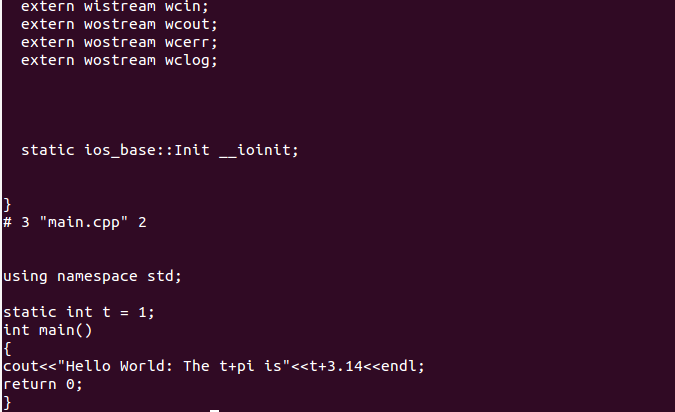 extern wistream wcin;
extern wostream wcout;
extern wostream wcerr;
extern wostream wclog;
static ios_base::Init __ioinit;
}
# 3 "main.cpp" 2
using namespace std;
static int t = 1;
int main()
{
cout<<"Hello World: The t+pi is"<<t+3.14<<endl;
return 0;
}